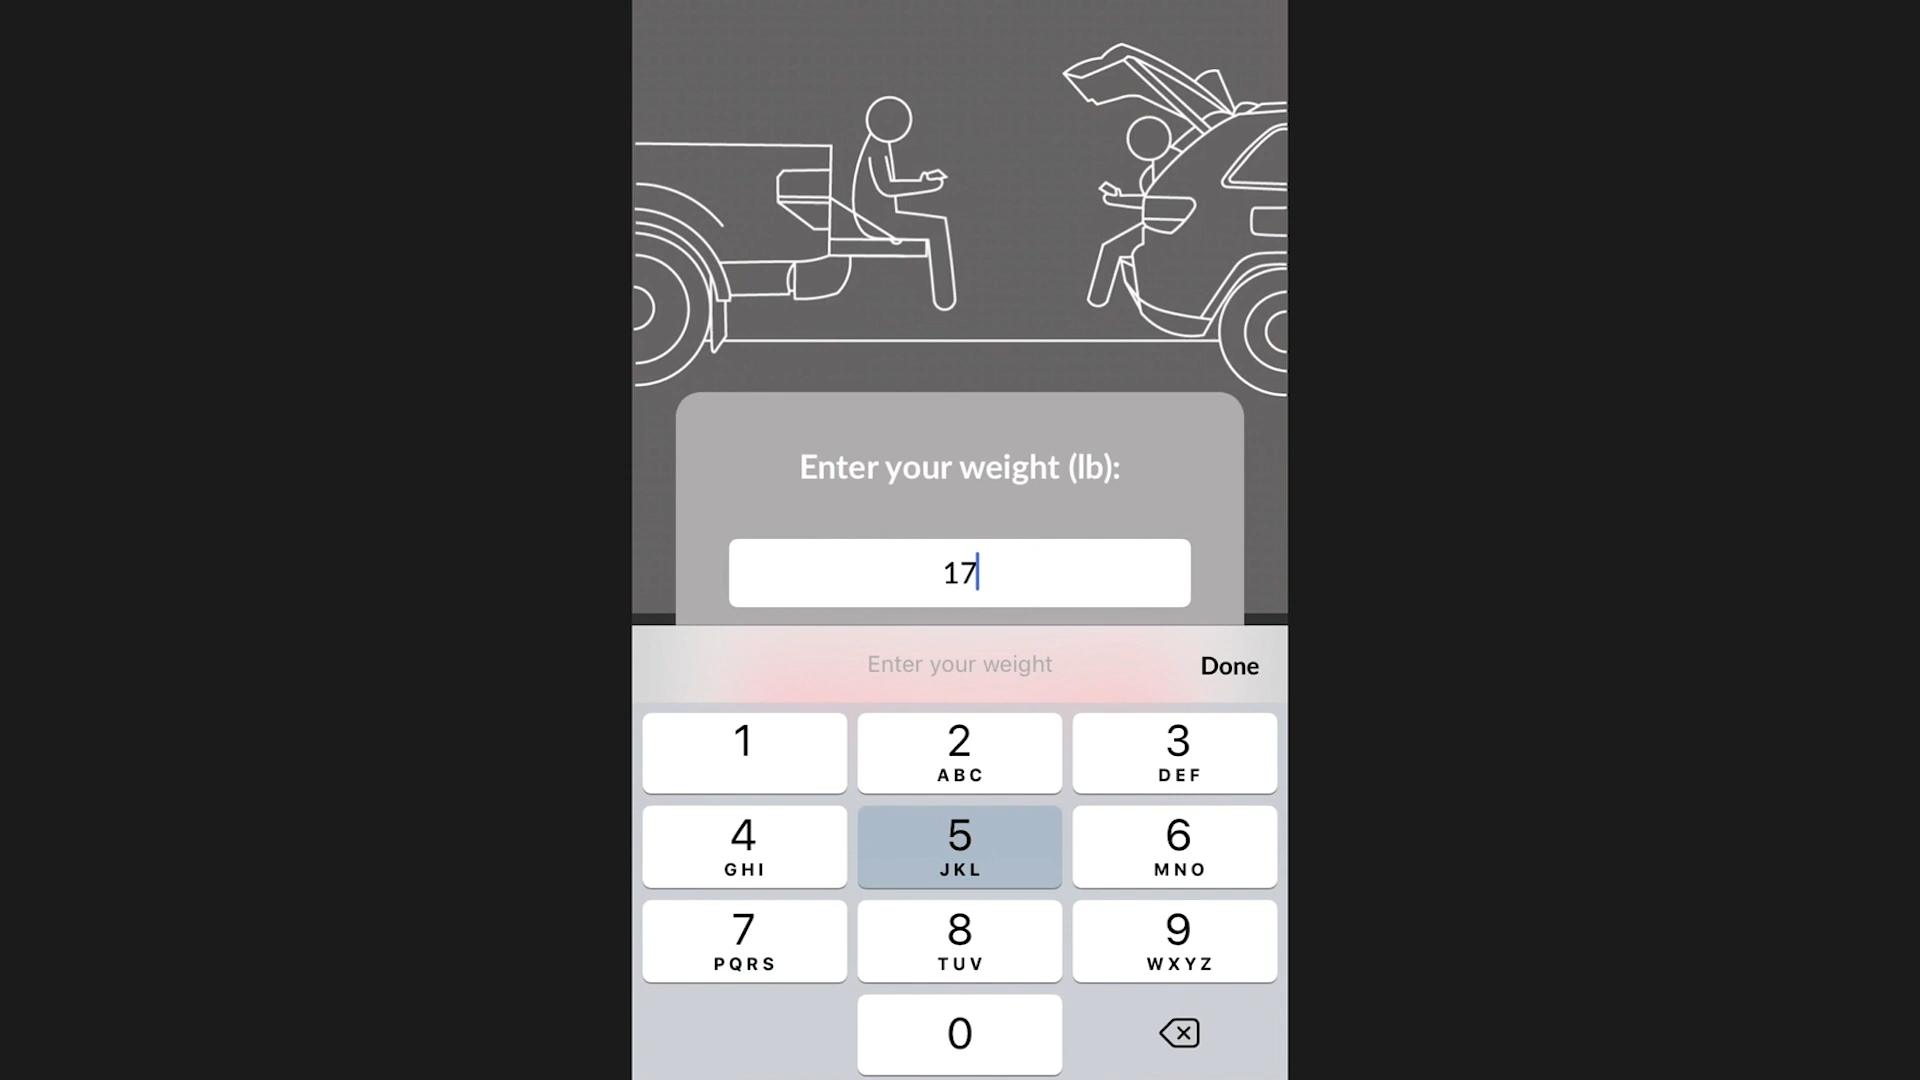 Enter your weight (lb):
17
Enter your weight
Done
1
2
ABC
3
DEF
4
GHI
5
JKL
6
MNO
7
PQRS
8
TUV
9
WXYZ
0